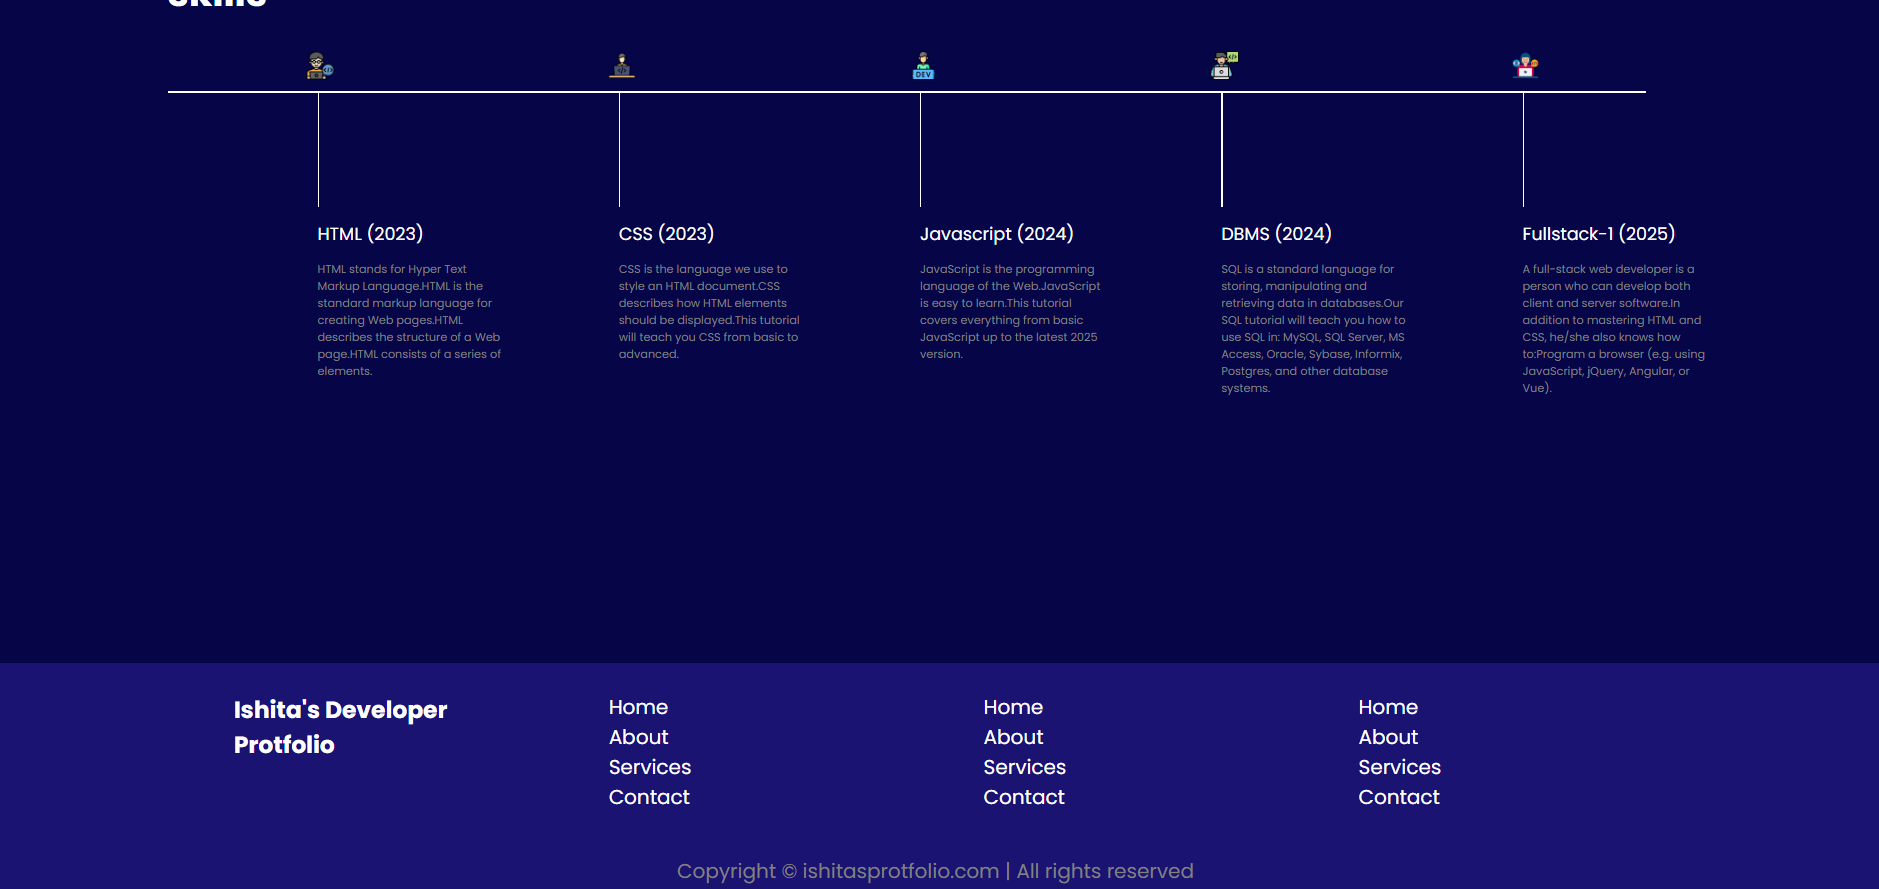 Skills
DEV
HTML (2023)
HTML stands for Hyper Text
Markup Language.HTML is the
standard markup language for
creating Web pages.HTML
describes the structure of a Web
page.HTML consists of a series of
elements.
CSS (2023)
CSS is the language we use to
style an HTML document.CSS
describes how HTML elements
should be displayed.This tutorial
will teach you CSS from basic to
advanced.
Javascript (2024)
JavaScript is the programming
language of the Web.JavaScript
is easy to learn.This tutorial
covers everything from basic
JavaScript up to the latest 2025
version.
DBMS (2024)
SQL is a standard language for
storing, manipulating and
retrieving data in databases.Our
SQL tutorial will teach you how to
use SQL in: MySQL, SQL Server, MS
Access, Oracle, Sybase, Informix,
Postgres, and other database
systems.
Fullstack-1 (2025)
A full-stack web developer is a
person who can develop both
client and server software.In
addition to mastering HTML and
CSS, he/she also knows how
to:Program a browser (e.g. using
JavaScript, jQuery, Angular, or
Vue).
Ishita's Developer
Protfolio
Home
About
Services
Contact
Home
About
Services
Contact
Home
About
Services
Contact
Copyright © ishitasprotfolio.com | All rights reserved